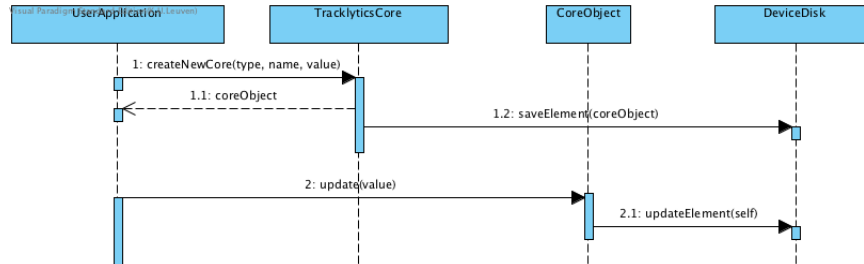 UserApplication
TracklyticsCore
CoreObject
DeviceDisk
1: createNewCore(type, name, value)
1.1: coreObject
1.2: saveElement(coreObject)
2: update(value)
2.1: updateElement(self)